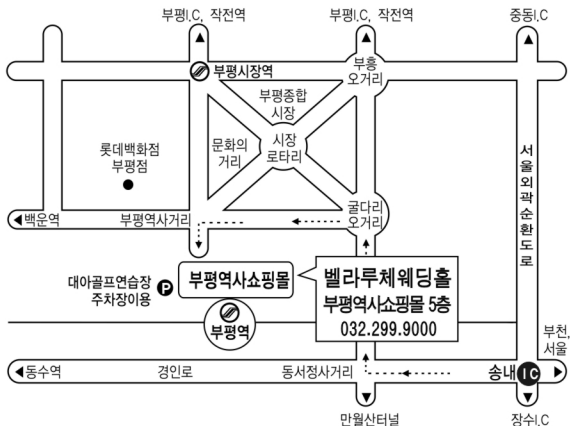 부평I.C, 작전역
부평I.C, 작전역
중동I.C
부평시장역
부흥
오거리
부평종합
시장
문화의
거리
시장
로타리
롯데백화점
부평점
서울외곽순환도로
백운역
부평역사거리
굴다리
오거리
대아골프연습장
주차장이용
P
부평역사쇼핑몰
벨라루체웨딩홀
부평역사쇼핑몰 5층
032.299.9000
부평역
부천,
서울
동수역
경인로
동서정사거리
송내 IC
만월산터널
장수I.C